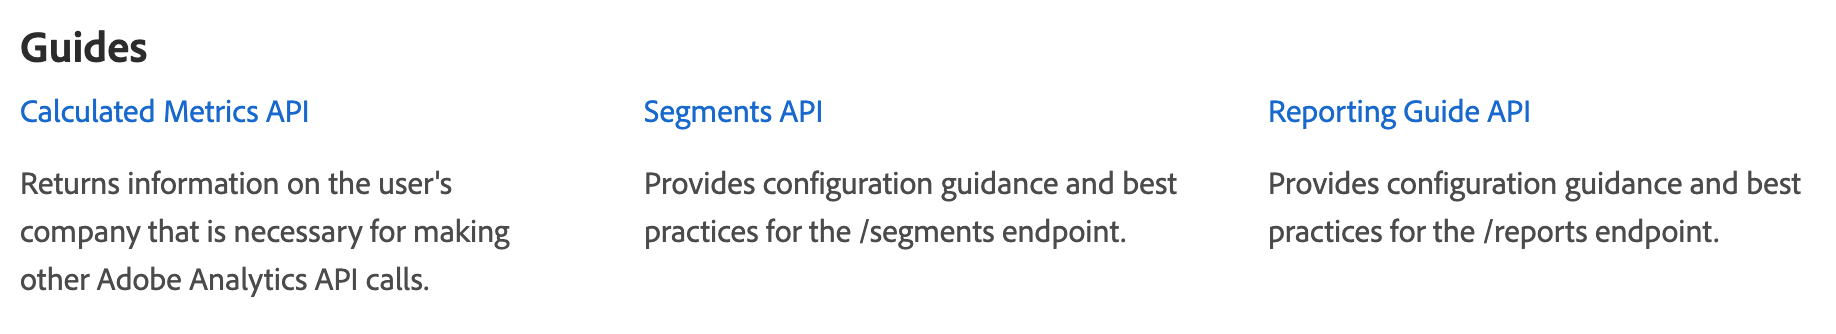 Guides
Calculated Metrics API
Returns information on the user's
company that is necessary for making
other Adobe Analytics API calls.
Segments API
Provides configuration guidance and best
practices for the /segments endpoint.
Reporting Guide API
Provides configuration guidance and best
practices for the /reports endpoint.